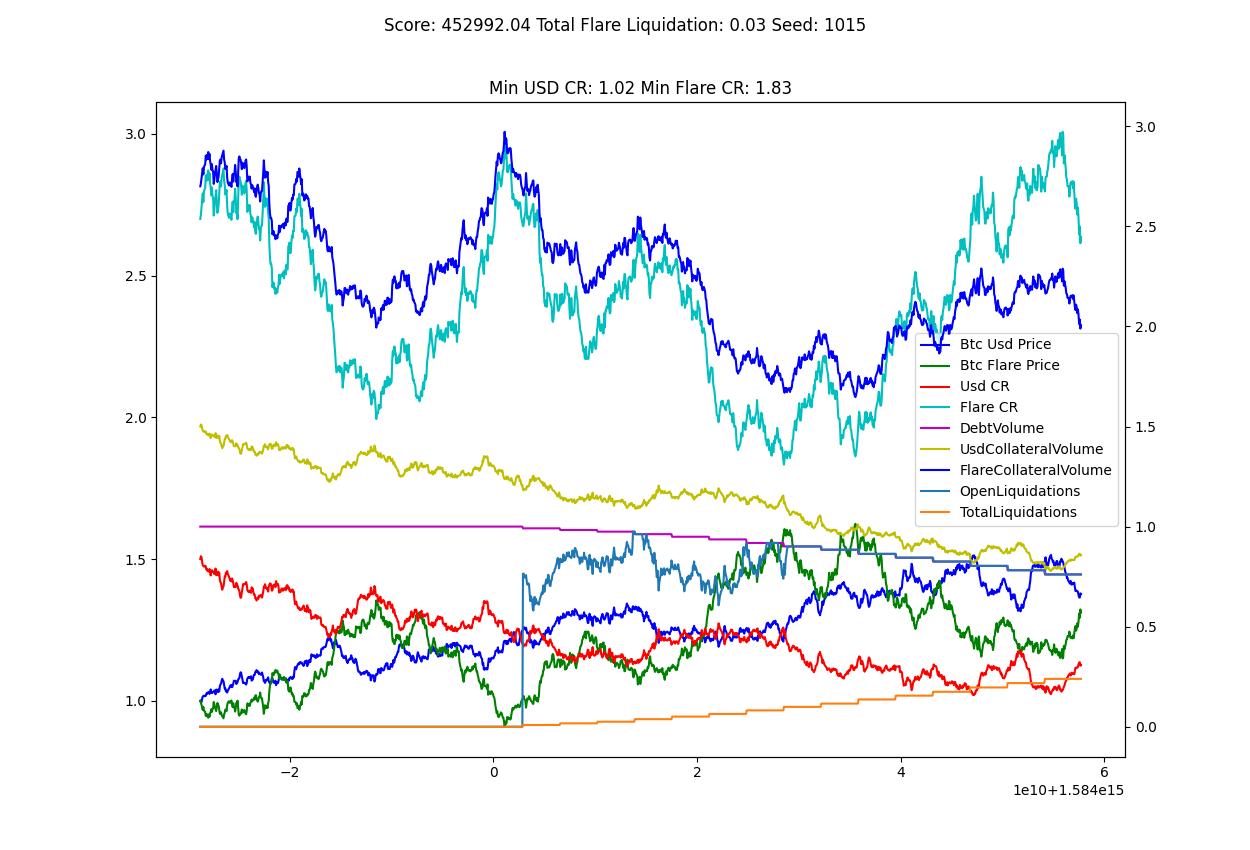 Score: 452992.04 Total Flare Liquidation: 0.03 Seed: 1015
Min USD CR: 1.02 Min Flare CR: 1.83
3.0
2.5
2.0
1.5
1.0
3.0
2.5
2.0
1.5
1.0
0.5
0.0
Btc Usd Price
Btc Flare Price
Usd CR
Flare CR
DebtVolume
UsdCollateralVolume
FlareCollateralVolume
OpenLiquidations
TotalLiquidations
−2 0 2 4 6
1e10+1.584e15